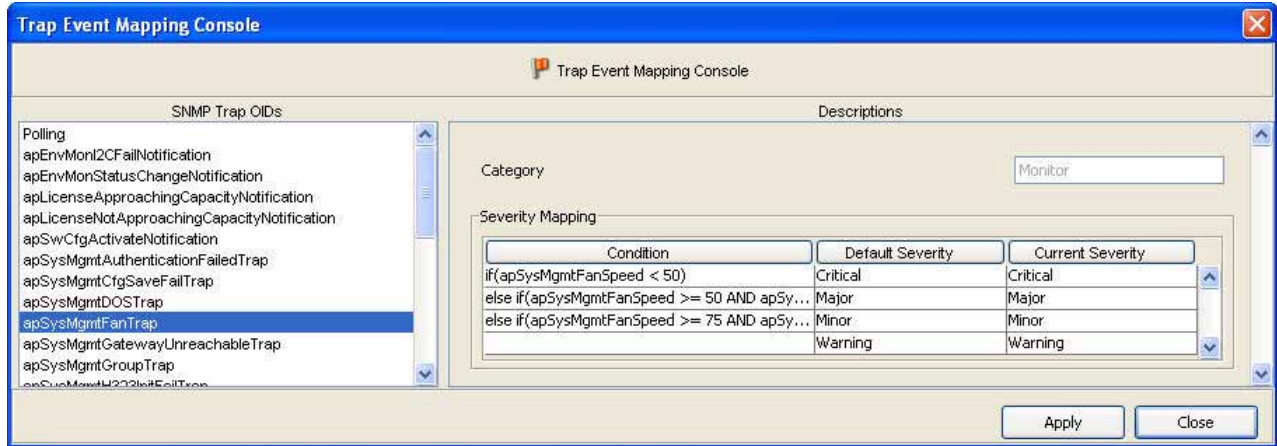 Trap Event Mapping Console
Trap Event Mapping Console
SNMP Trap OIDs
Polling
apEnvMonI2CFailNotification
apEnvMonStatusChangeNotification
apLicenseApproachingCapacityNotification
apLicenseNotApproachingCapacityNotification
apSwCfgActivateNotification
apSysMgmtAuthenticationFailedTrap
apSysMgmtCfgSaveFailTrap
apSysMgmtDOSTrap
apSysMgmtFanTrap
apSysMgmtGatewayUnreachableTrap
apSysMgmtGroupTrap
apSysMgmtH323InitFailTrap
Descriptions
Category Monitor
Severity Mapping
Condition Default Severity Current Severity
if(apSysMgmtFanSpeed < 50) Critical Critical
else if(apSysMgmtFanSpeed >= 50 AND apSy... Major Major
else if(apSysMgmtFanSpeed >= 75 AND apSy... Minor Minor
Warning Warning
Apply Close